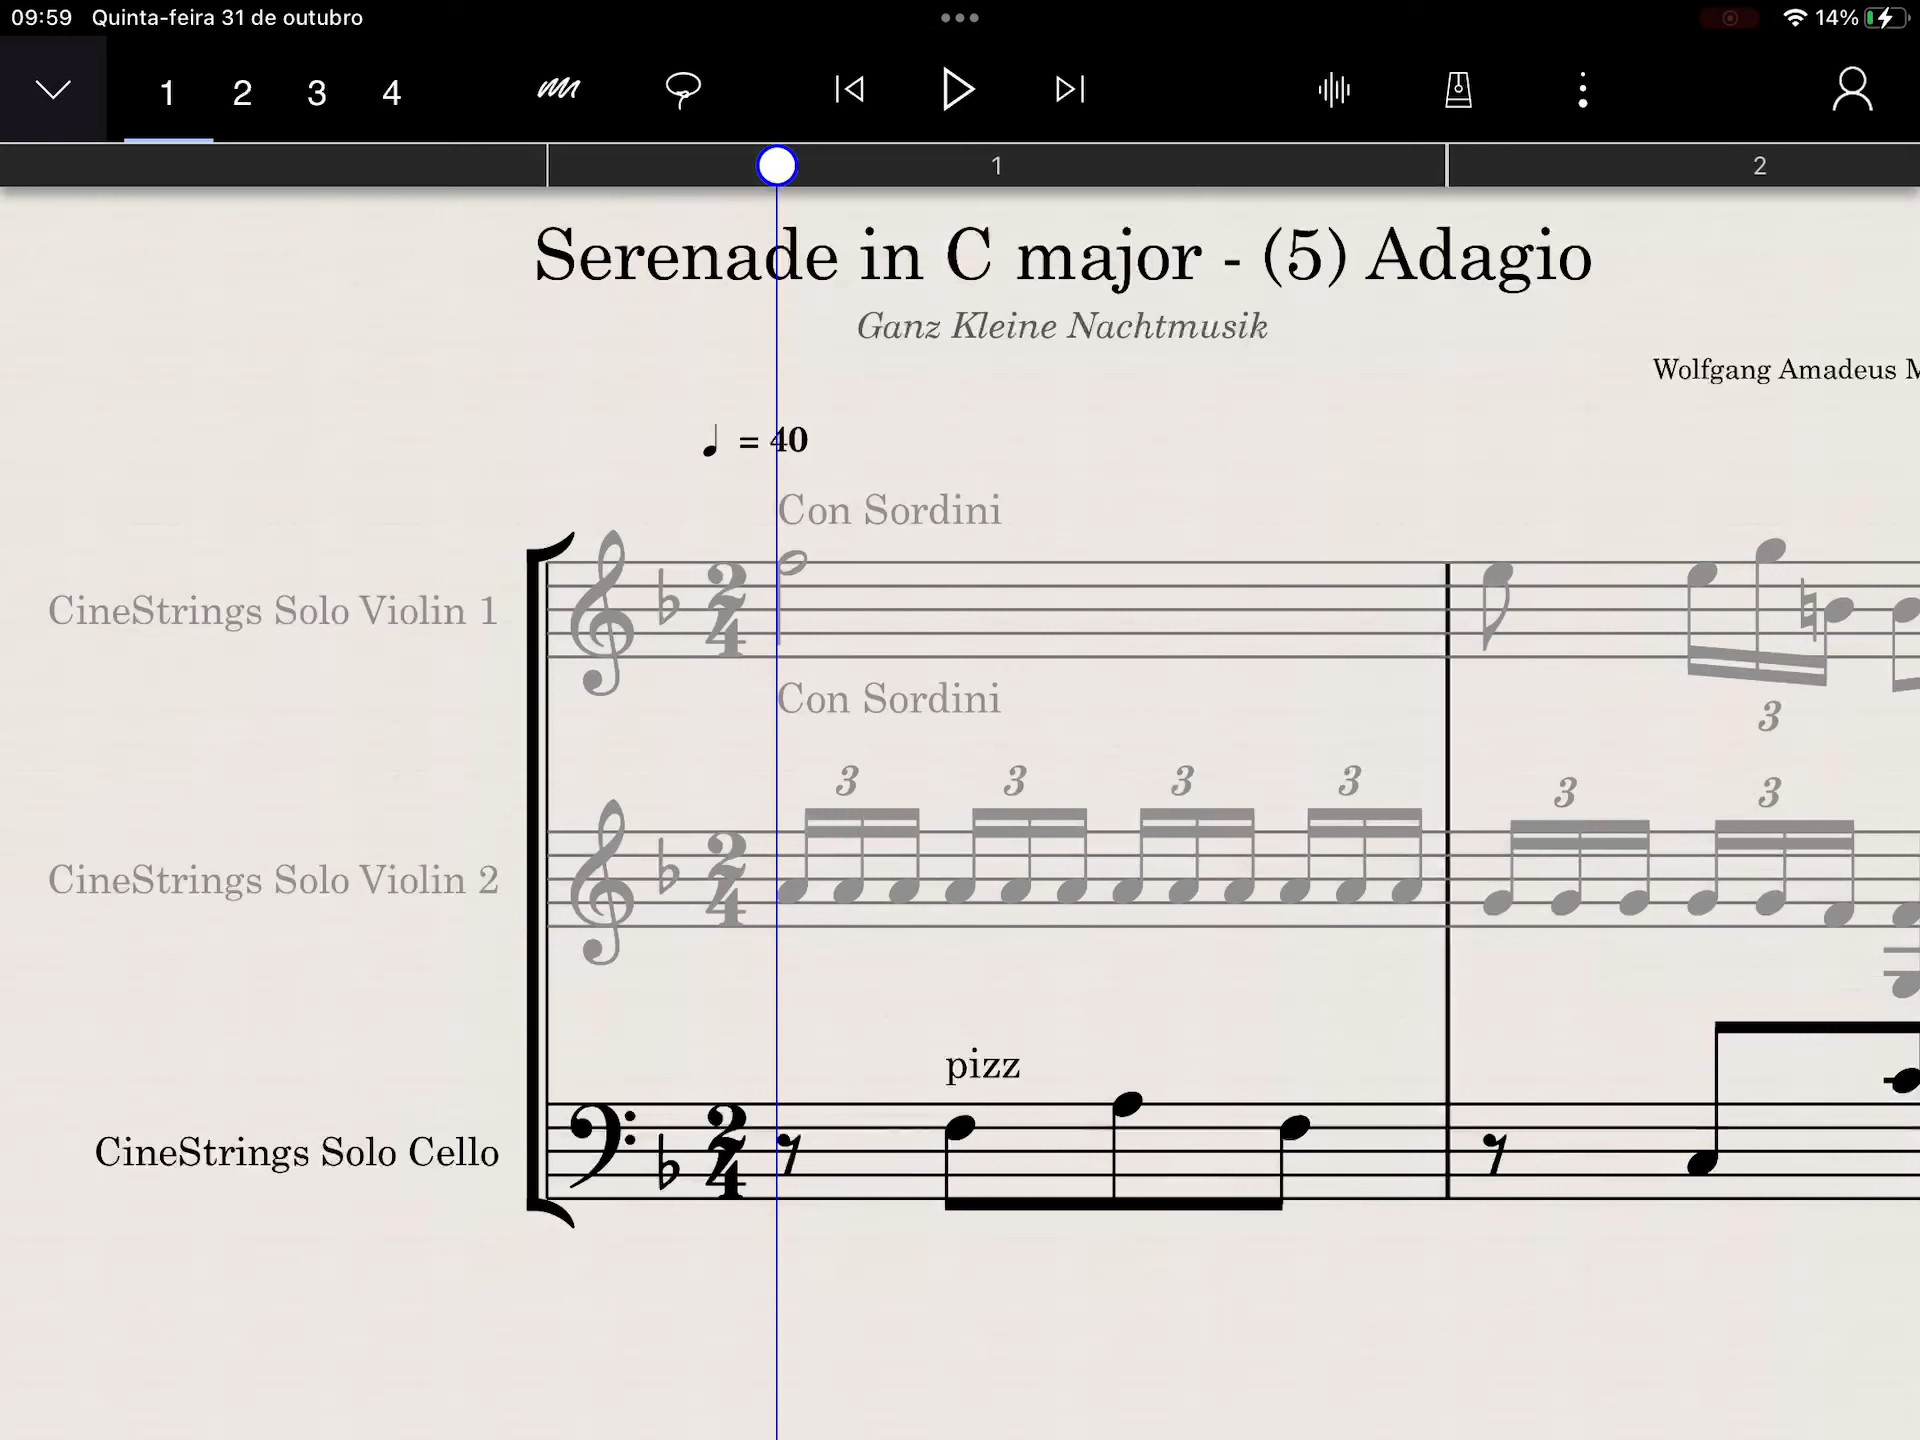 09:59 Quinta-feira 31 de outubro 14%
1 2 3 4
1 2
Serenade in C major - (5) Adagio
Ganz Kleine Nachtmusik
Wolfgang Amadeus M
= 40
Con Sordini
CineStrings Solo Violin 1
2 4
3
Con Sordini
3 3 3 3 3 3
CineStrings Solo Violin 2
2 4
pizz
CineStrings Solo Cello
2 4